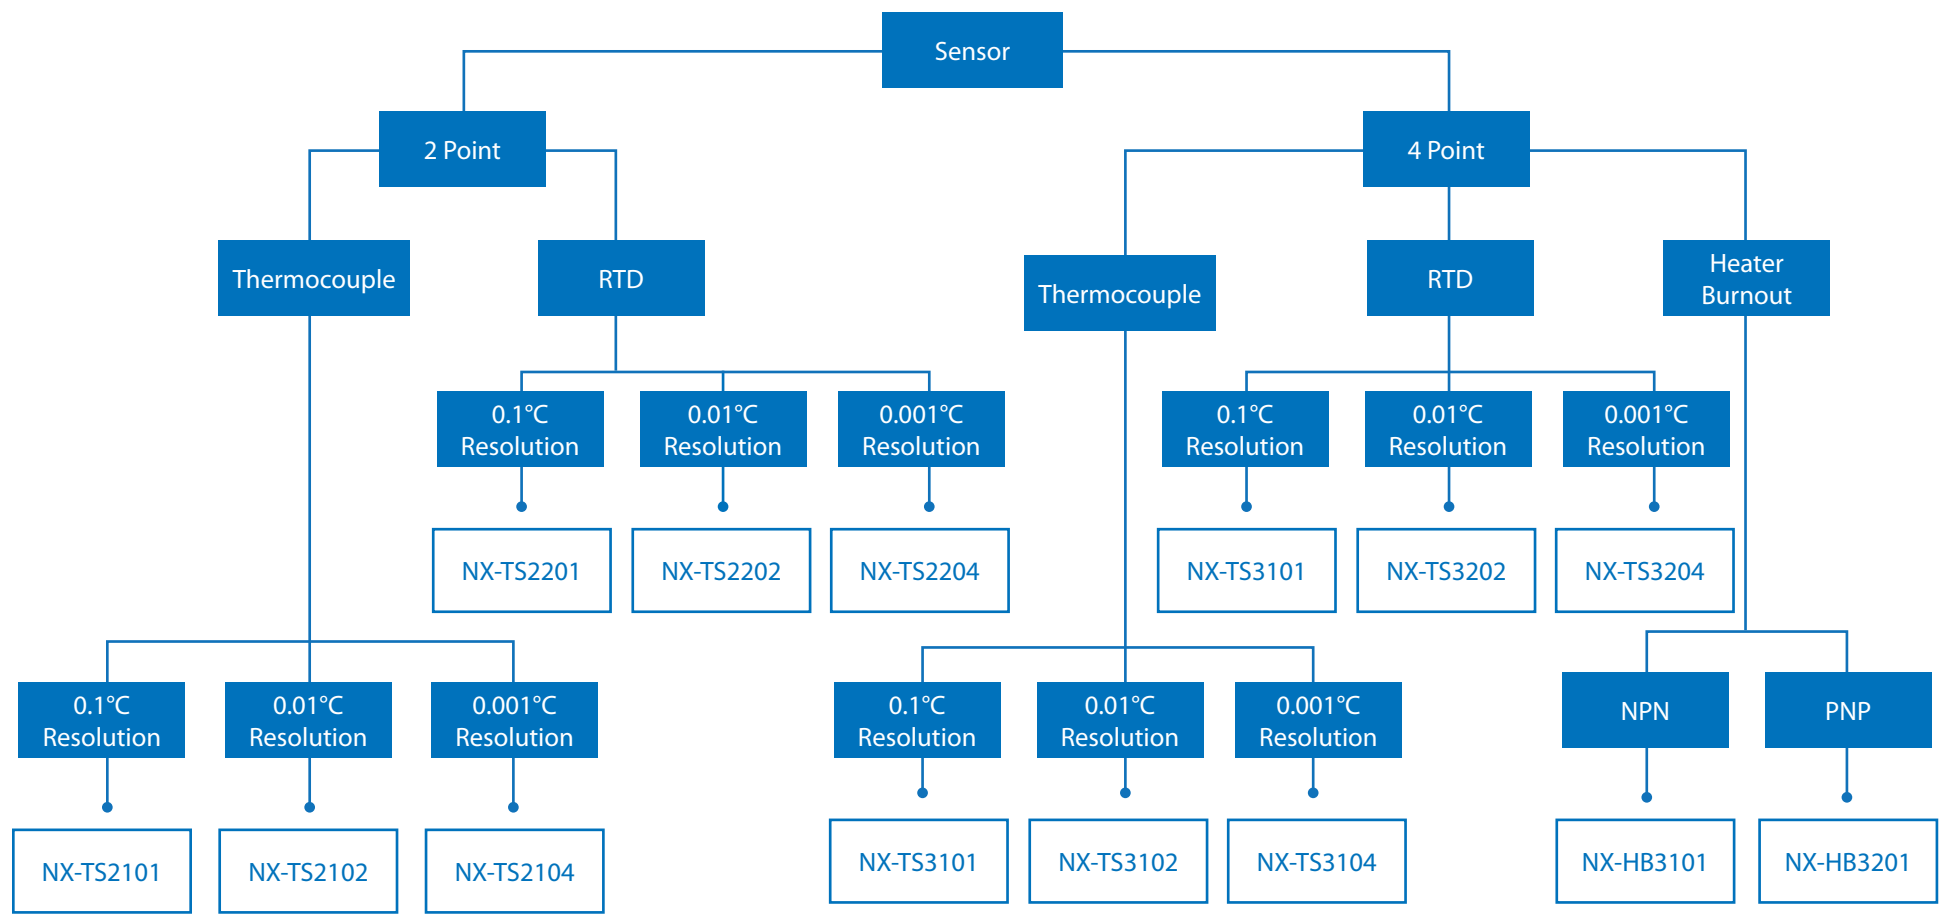 Sensor
2 Point
4 Point
Thermocouple
RTD
Thermocouple
RTD
Heater
Burnout
0.1°C
Resolution
0.01°C
Resolution
0.001°C
Resolution
0.1°C
Resolution
0.01°C
Resolution
0.001°C
Resolution
NX-TS2201
NX-TS2202
NX-TS2204
NX-TS3101
NX-TS3202
NX-TS3204
0.1°C
Resolution
0.01°C
Resolution
0.001°C
Resolution
0.1°C
Resolution
0.01°C
Resolution
0.001°C
Resolution
NPN
PNP
NX-TS2101
NX-TS2102
NX-TS2104
NX-TS3101
NX-TS3102
NX-TS3104
NX-HB3101
NX-HB3201